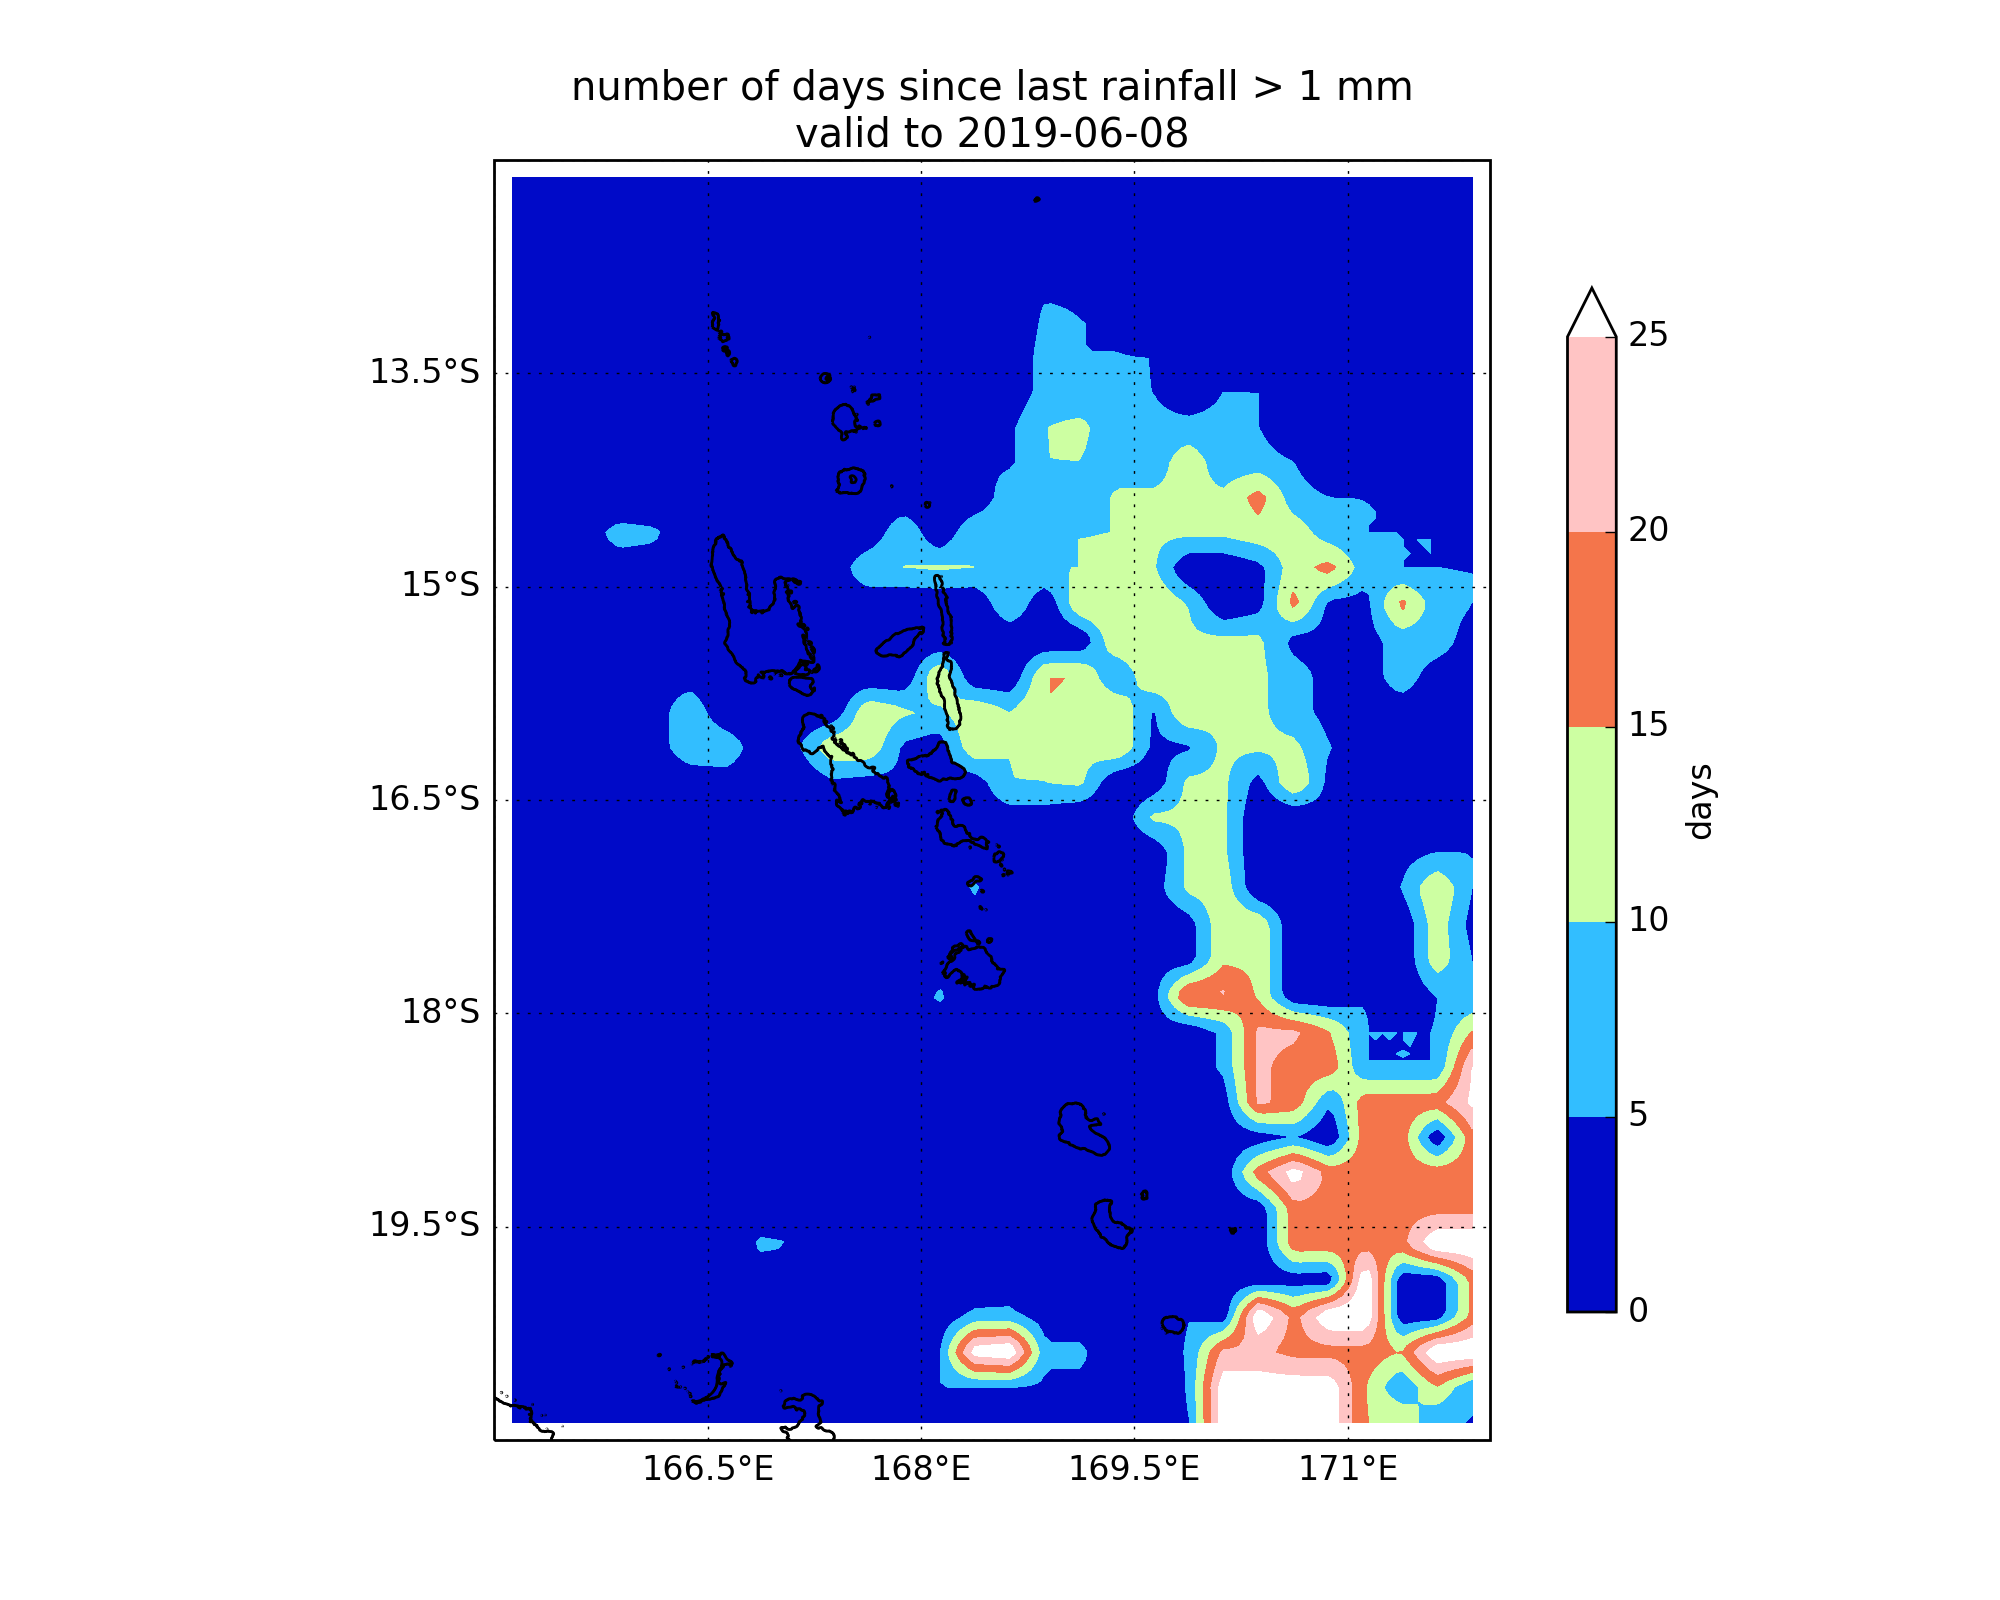 number of days since last rainfall > 1 mm
valid to 2019-06-08
13.5°S
15°S
16.5°S
18°S
19.5°S
166.5°E
168°E
169.5°E
171°E
25
20
15
10
5
0
days